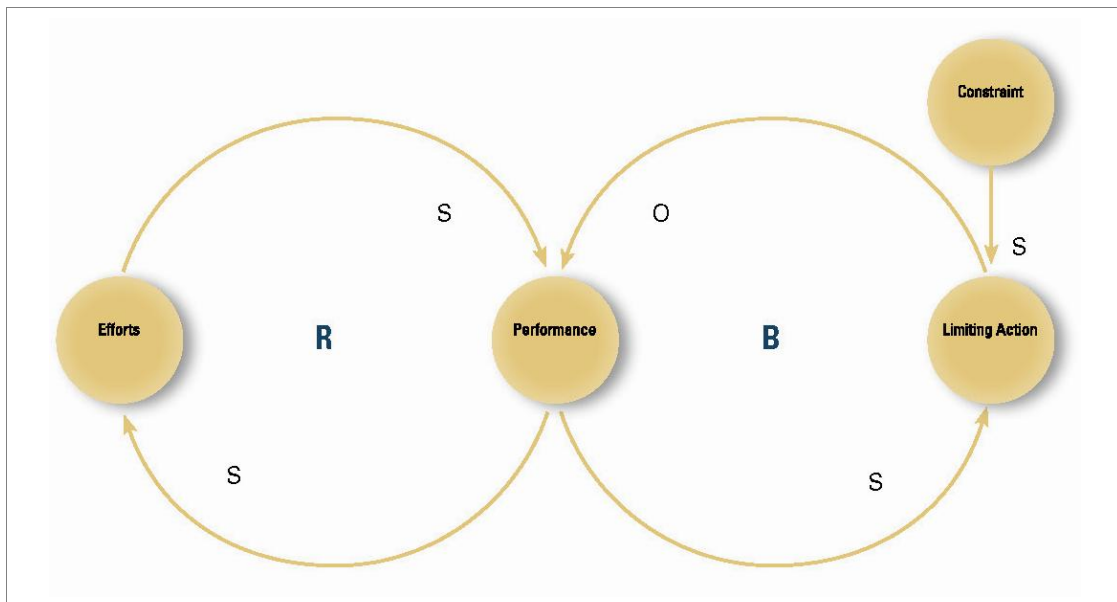 Constraint
S
O
S
Efforts
R
Performance
B
Limiting Action
S
S